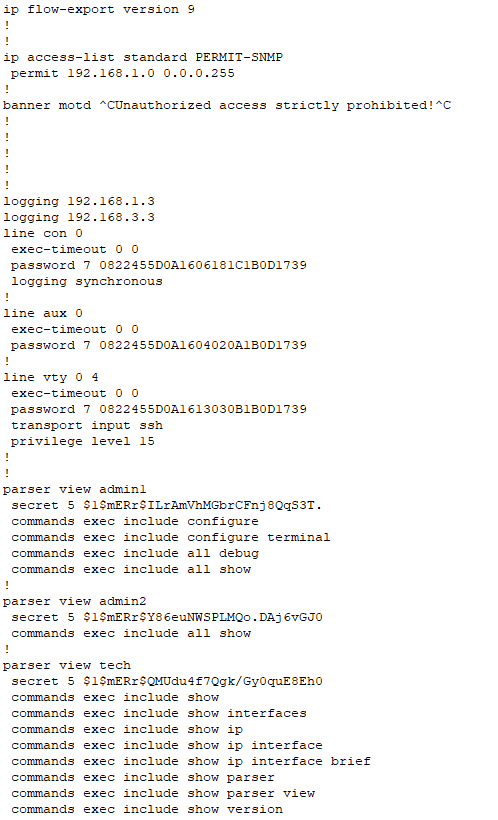 ip flow-export version 9
!
!
ip access-list standard PERMIT-SNMP
 permit 192.168.1.0 0.0.0.255
!
banner motd ^CUnauthorized access strictly prohibited!^C
!
!
!
!
!
logging 192.168.1.3
logging 192.168.3.3
line con 0
 exec-timeout 0 0
 password 7 0822455D0A1606181C1B0D1739
 logging synchronous
!
line aux 0
 exec-timeout 0 0
 password 7 0822455D0A1604020A1B0D1739
!
line vty 0 4
 exec-timeout 0 0
 password 7 0822455D0A1613030B1B0D1739
 transport input ssh
 privilege level 15
!
!
parser view admin1
 secret 5 $1$mERr$ILrAmVhMGbrCFnj8QqS3T.
 commands exec include configure
 commands exec include configure terminal
 commands exec include all debug
 commands exec include all show
!
parser view admin2
 secret 5 $1$mERr$Y86euNWSPLMQo.DAj6vGJ0
 commands exec include all show
!
parser view tech
 secret 5 $1$mERr$QMUdu4f7Qgk/Gy0quE8Eh0
 commands exec include show
 commands exec include show interfaces
 commands exec include show ip
 commands exec include show ip interface
 commands exec include show ip interface brief
 commands exec include show parser
 commands exec include show parser view
 commands exec include show version